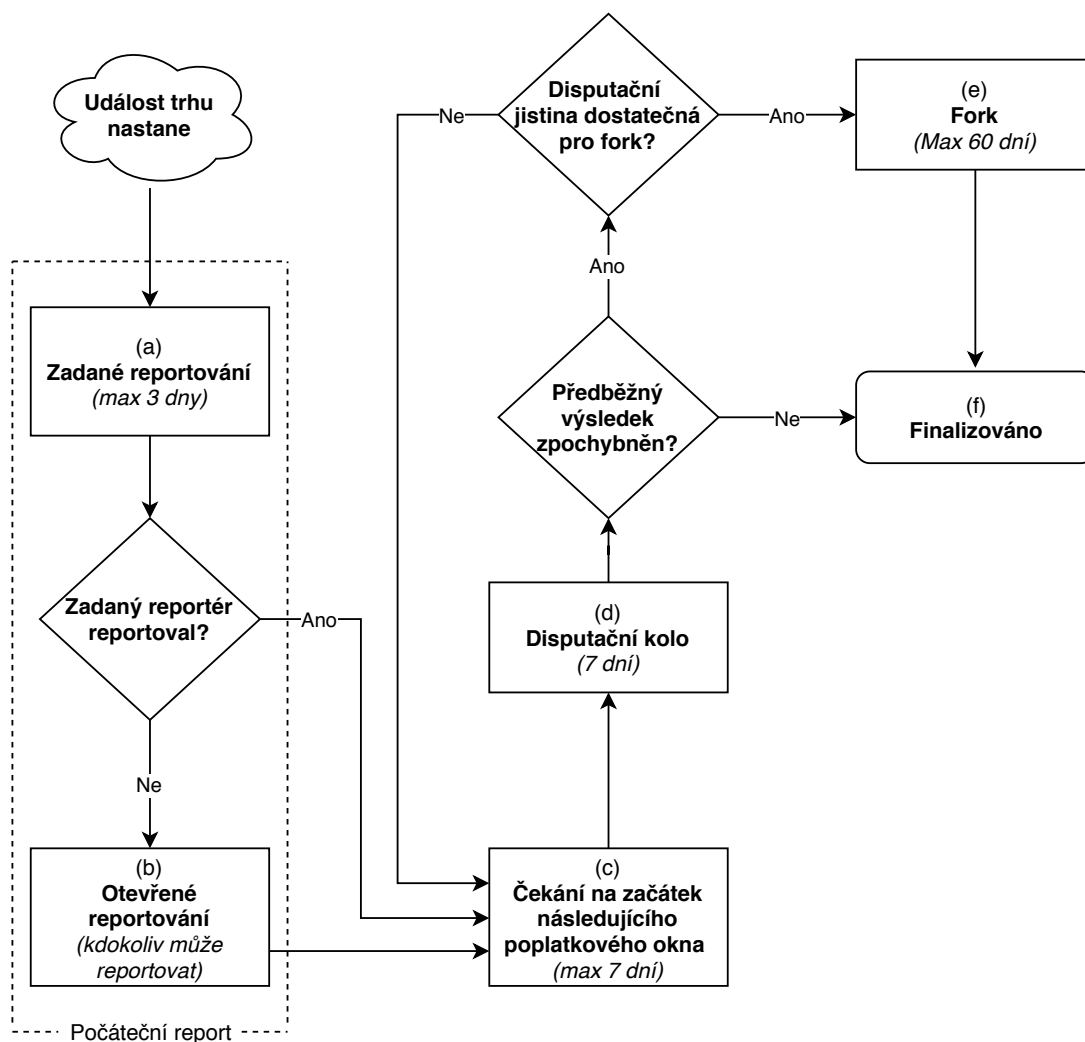 Událost trhu
nastane
(a)
Zadané reportování
(max 3 dny)
Zadaný reportér
reportoval?
Ano
Ne
(b)
Otevřené
reportování
(kdokoliv může
reportovat)
Počáteční report
(c)
Čekání na začátek
následujícího
poplatkového okna
(max 7 dní)
(d)
Disputační kolo
(7 dní)
Předběžný
výsledek
zpochybněn?
Ne
Ano
Disputační
jistina dostatečná
pro fork?
Ne
Ano
(e)
Fork
(Max 60 dní)
(f)
Finalizováno